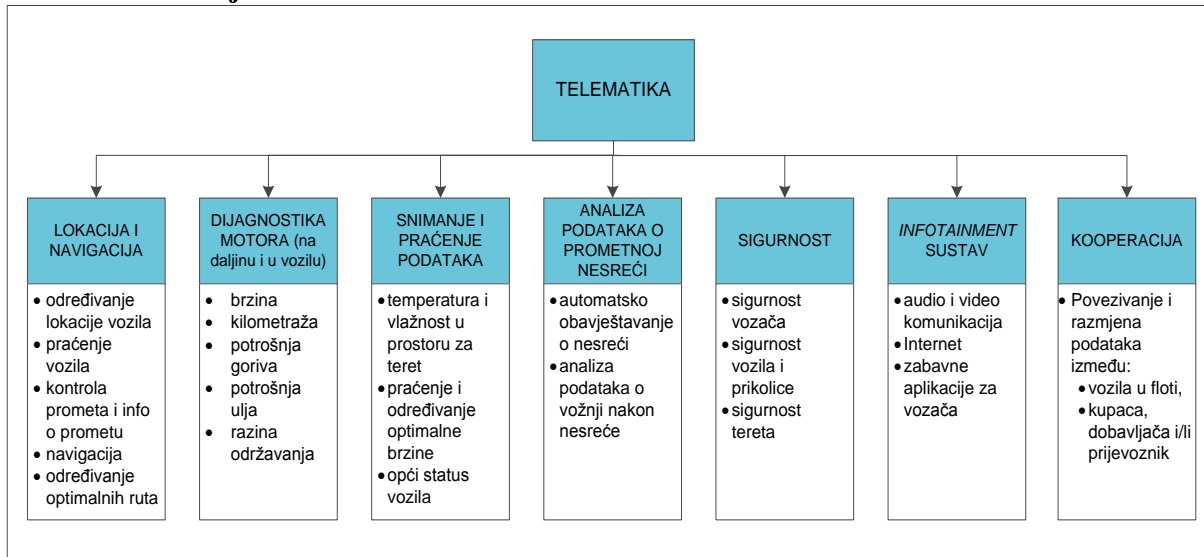 TELEMATIKA
LOKACIJA I
NAVIGACIJA
• određivanje
lokacije vozila
• praćenje
vozila
• kontrola
prometa i info
o prometu
• navigacija
• određivanje
optimalnih ruta
DIJAGNOSTIKA
MOTORA (na
daljinu i u vozilu)
• brzina
• kilometraža
• potrošnja
goriva
• potrošnja
ulja
• razina
održavanja
SNIMANJE I
PRAĆENJE
PODATAKA
• temperatura i
vlažnost u
prostoru za
teret
• praćenje i
određivanje
optimalne
brzine
• opći status
vozila
ANALIZA
PODATAKA O
PROMETNOJ
NESREĆI
• automatsko
obavještavanje
o nesreći
• analiza
podataka o
vožnji nakon
nesreće
SIGURNOST
• sigurnost
vozača
• sigurnost
vozila i
prikolice
• sigurnost
tereta
INFOTAINMENT
SUSTAV
• audio i video
komunikacija
• Internet
• zabavne
aplikacije za
vozača
KOOPERACIJA
• Povezivanje i
razmjena
podataka
između:
• vozila u floti,
• kupaca,
dobavljača i/li
prijevoznik